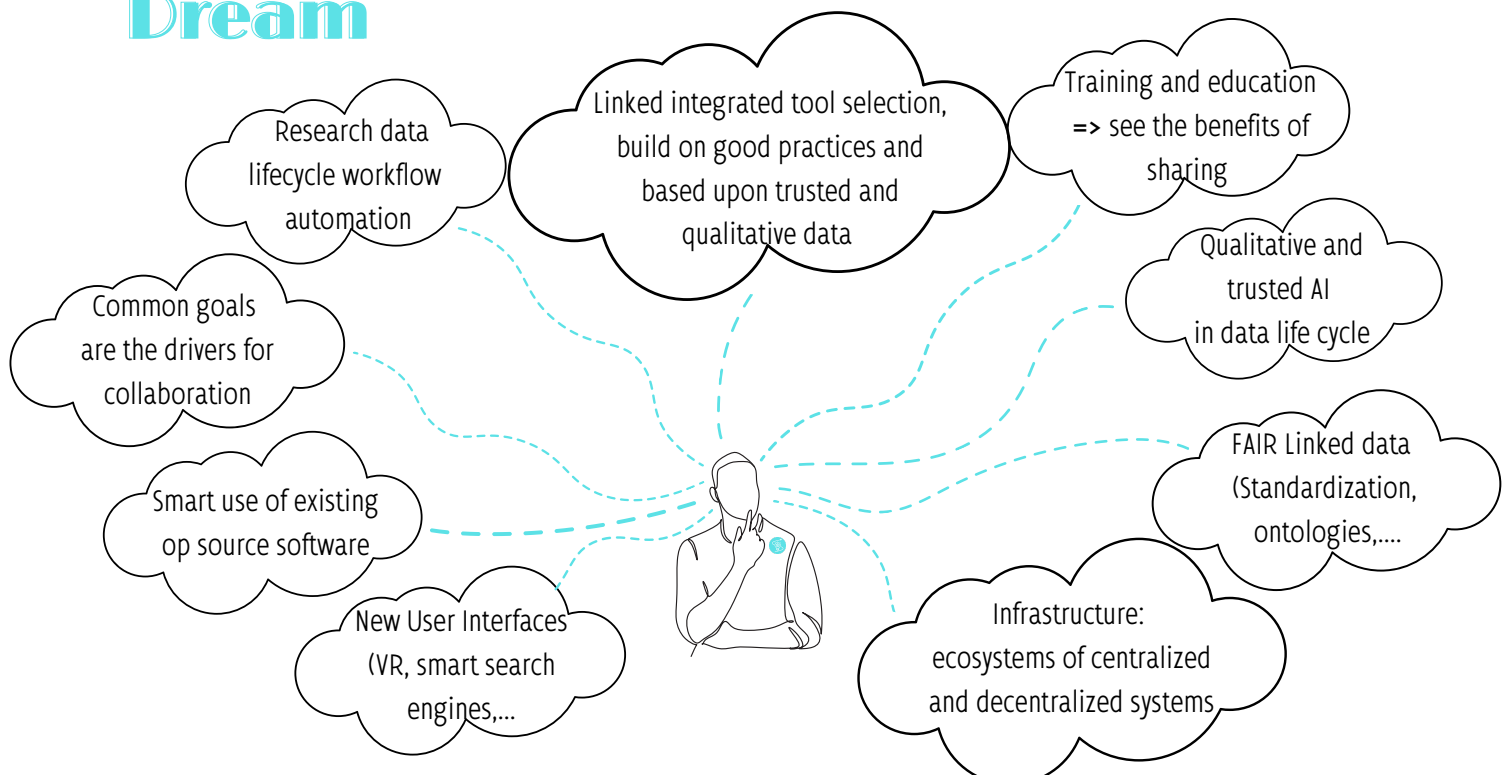 Dream
Research data
lifecycle workflow
automation
Linked integrated tool selection,
build on good practices and
based upon trusted and
qualitative data
Training and education
=> see the benefits of
sharing
Common goals
are the drivers for
collaboration
Qualitative and
trusted AI
in data life cycle
Smart use of existing
op source software
FAIR Linked data
(Standardization,
ontologies,....
New User Interfaces
(VR, smart search
engines,...
Infrastructure:
ecosystems of centralized
and decentralized systems